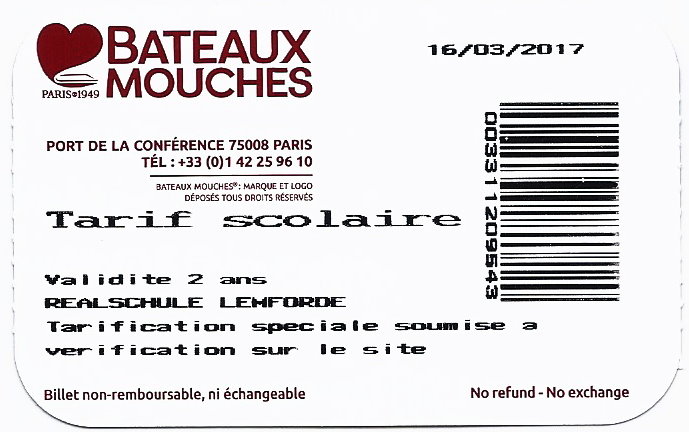 BATEAUX
MOUCHES
PARIS 1949
16/03/2017
PORT DE LA CONFÉRENCE 75008 PARIS
TÉL : +33 (0)1 42 25 96 10
BATEAUX MOUCHES® : MARQUE ET LOGO
DÉPOSÉS TOUS DROITS RÉSERVÉS
003311209543
Tarif scolaire
Validite 2 ans
REALSCHULE LEMFORDE
Tarification speciale soumise a
verification sur le site
Billet non-remboursable, ni échangeable
No refund - No exchange